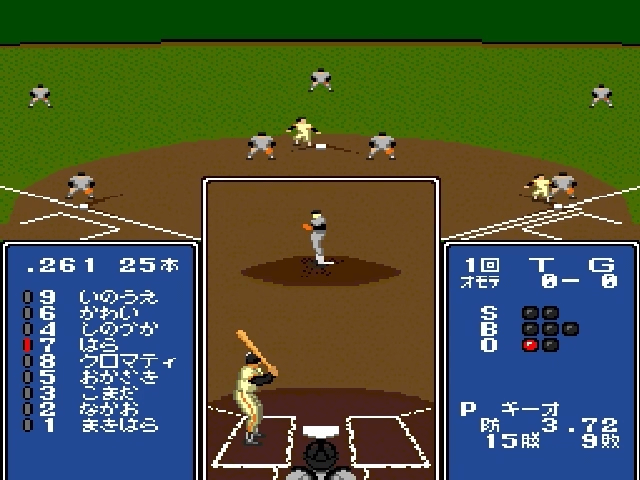 .261 25本
9 いのうえ
6 かわい
4 しのづか
7 はら
8 クロマティ
5 おかざき
3 こまだ
2 なかお
1 まきはら
1回 T G
オモテ 0- 0
S
B
O
P キーオ
防 3.72
15勝 9敗